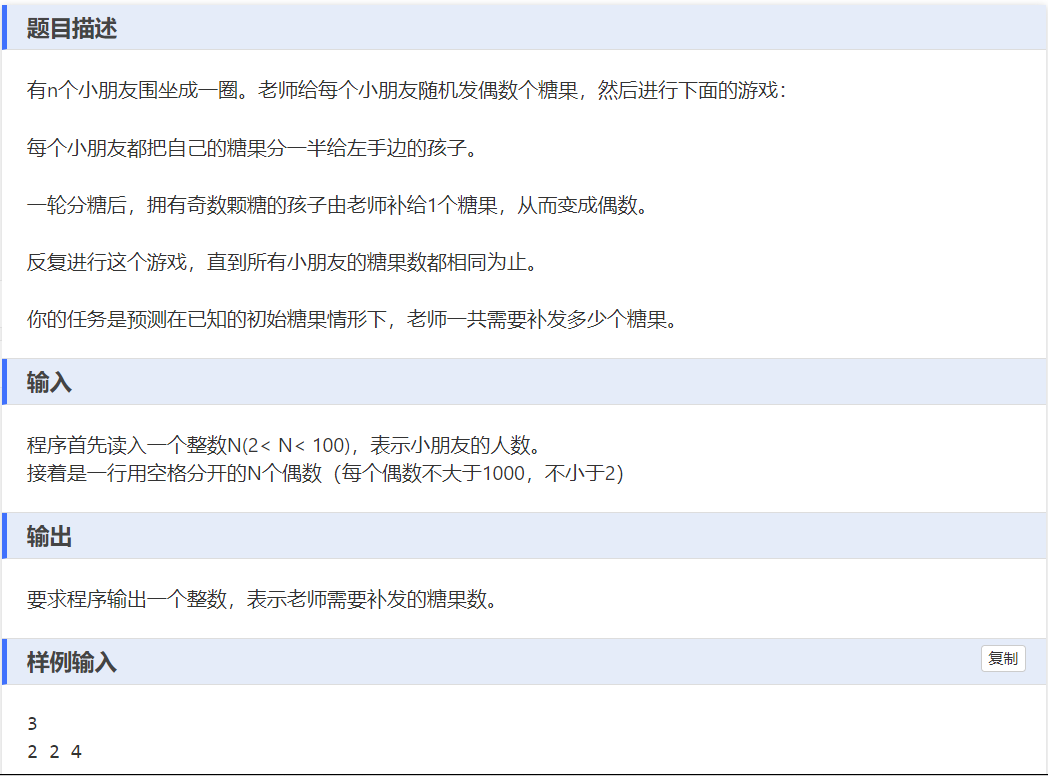 题目描述
有n个小朋友围坐成一圈。老师给每个小朋友随机发偶数个糖果，然后进行下面的游戏：
每个小朋友都把自己的糖果分一半给左手边的孩子。
一轮分糖后，拥有奇数颗糖的孩子由老师补给1个糖果，从而变成偶数。
反复进行这个游戏，直到所有小朋友的糖果数都相同为止。
你的任务是预测在已知的初始糖果情形下，老师一共需要补发多少个糖果。
输入
程序首先读入一个整数N(2< N< 100)，表示小朋友的人数。
接着是一行用空格分开的N个偶数（每个偶数不大于1000，不小于2）
输出
要求程序输出一个整数，表示老师需要补发的糖果数。
样例输入
复制
3
2 2 4